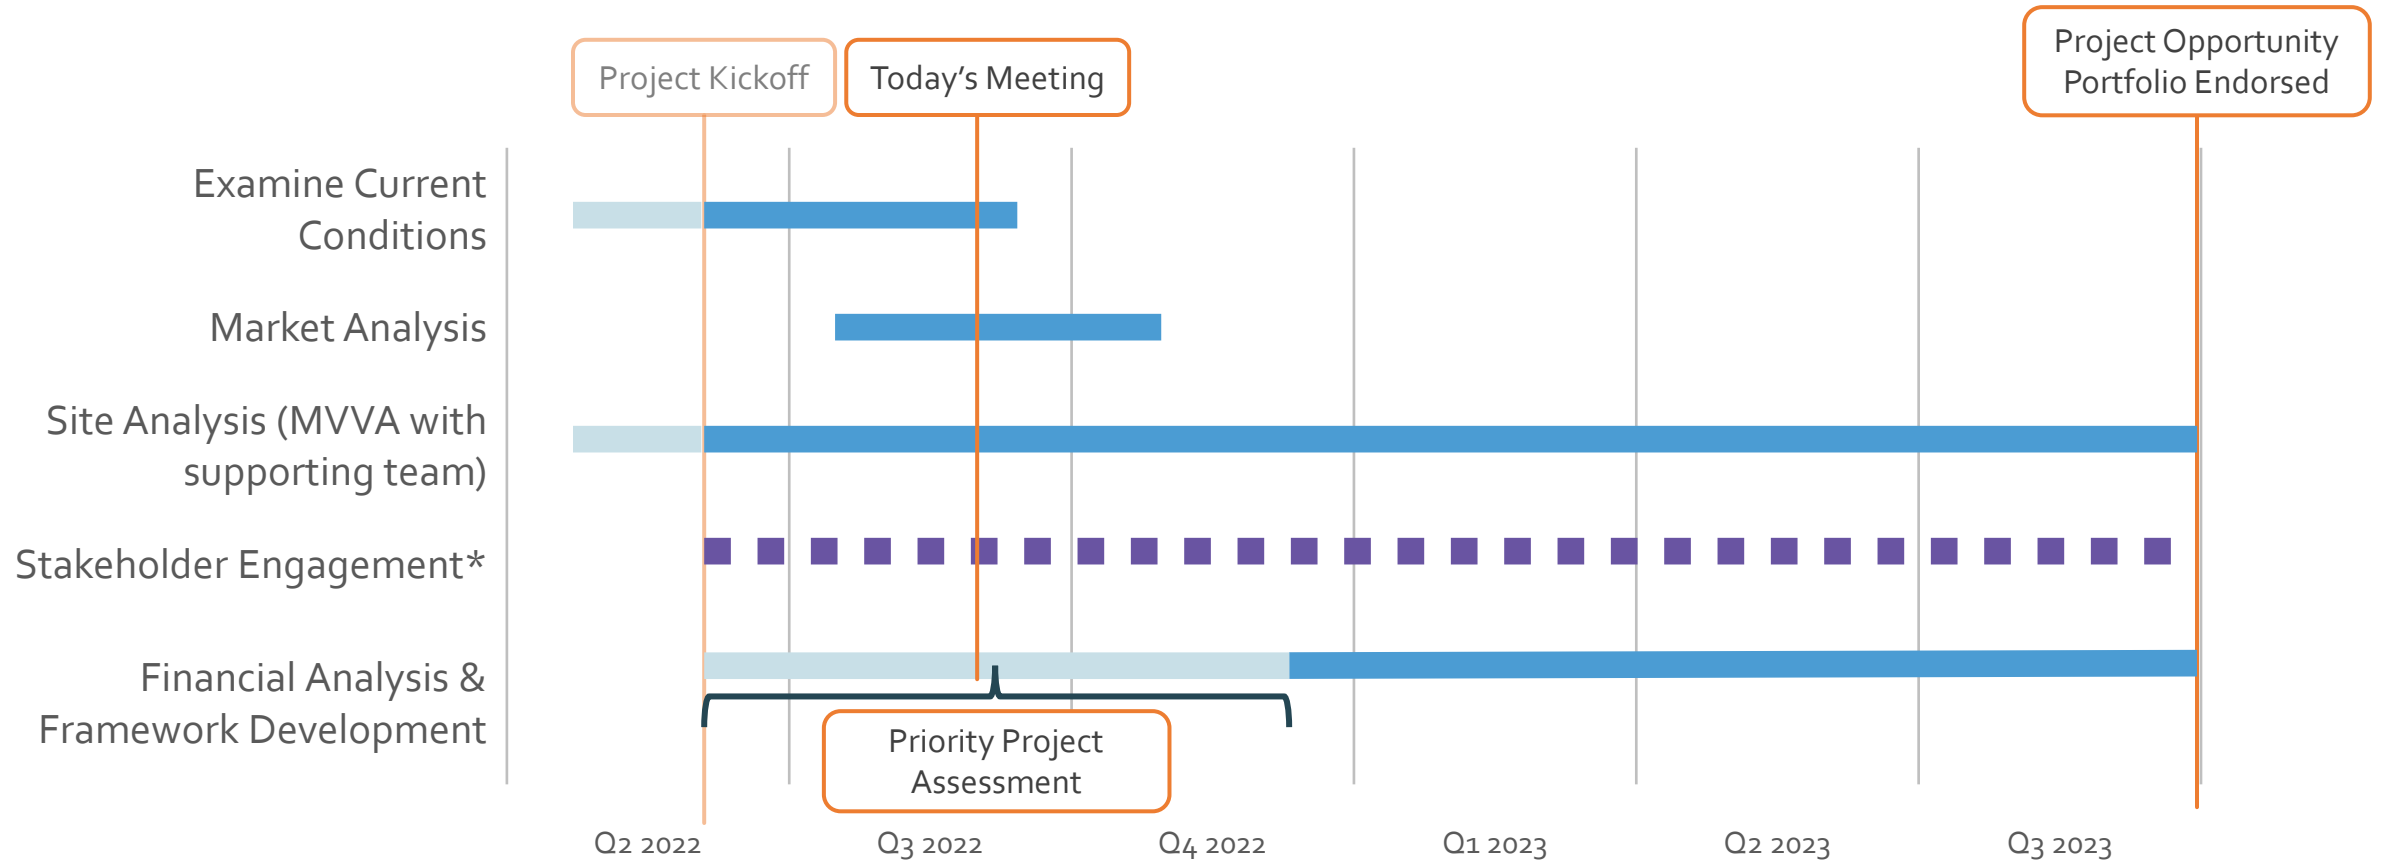 Project Kickoff
Today's Meeting
Project Opportunity
Portfolio Endorsed
Examine Current
Conditions
Market Analysis
Site Analysis (MVVA with
supporting team)
Stakeholder Engagement*
Financial Analysis &
Framework Development
Priority Project
Assessment
Q2 2022
Q3 2022
Q4 2022
Q1 2023
Q2 2023
Q3 2023